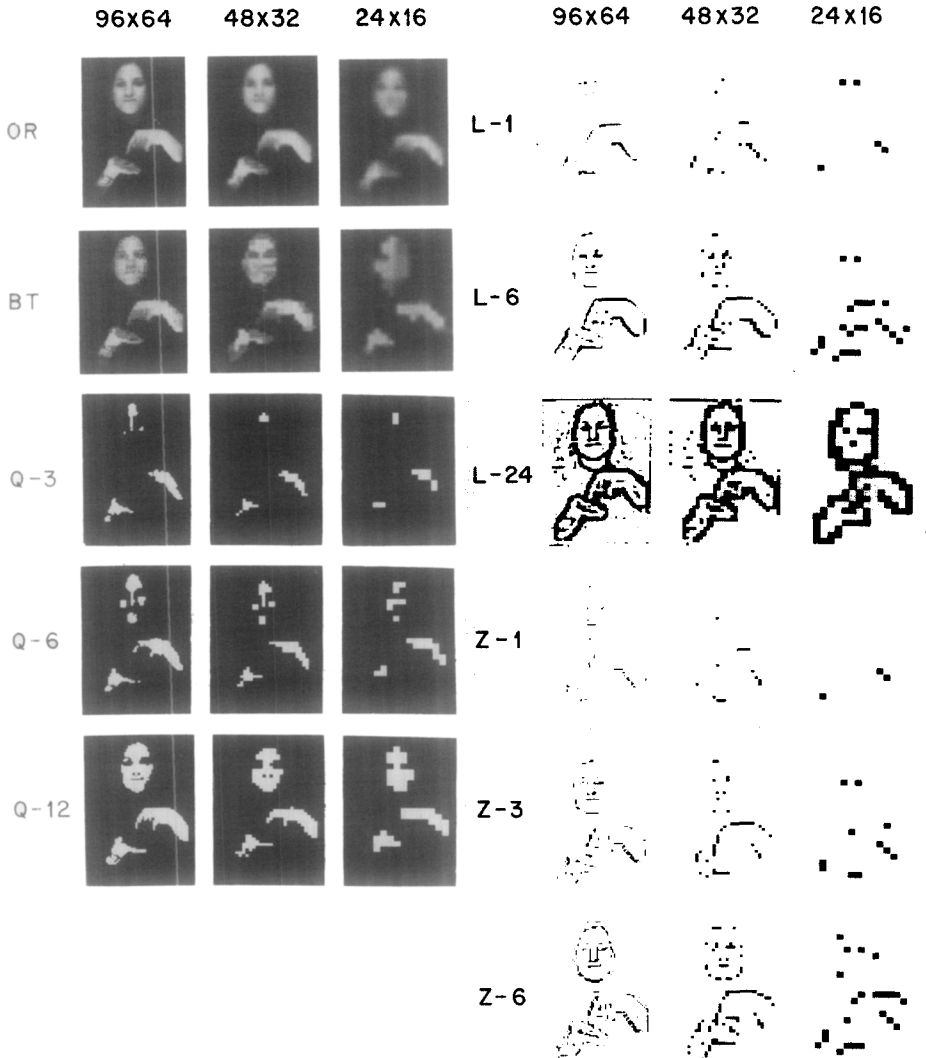 96x64 48x32 24x16 96x64 48x32 24x16
OR
L-1
BT
L-6
Q-3
L-24
Q-6
Z-1
Q-12
Z-3
Z-6